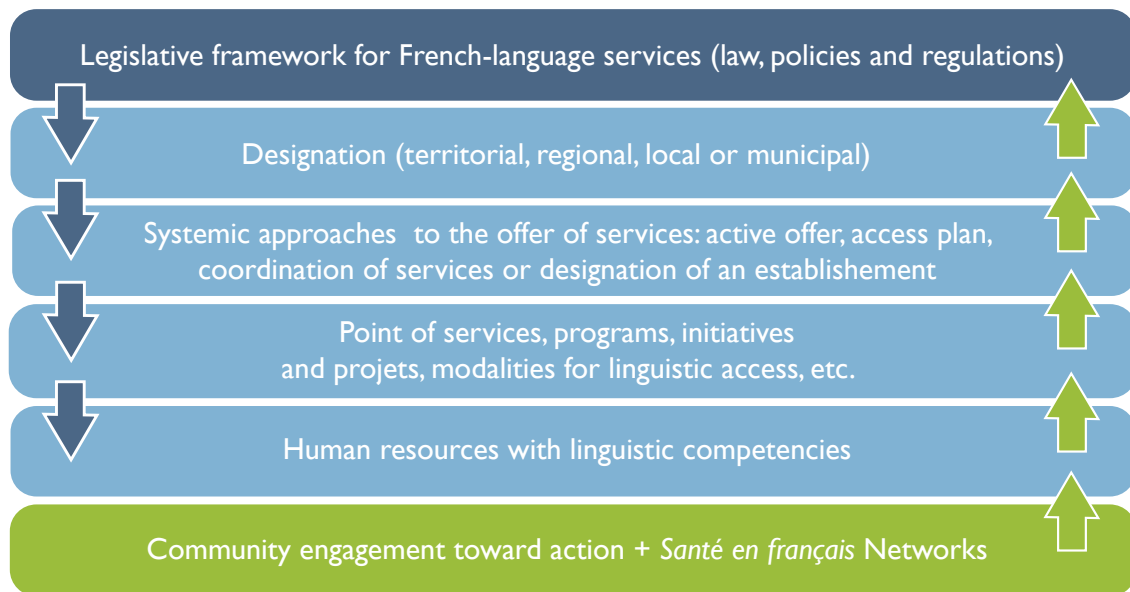 Legislative framework for French-language services (law, policies and regulations)
Designation (territorial, regional, local or municipal)
Systemic approaches to the offer of services: active offer, access plan,
coordination of services or designation of an establishement
Point of services, programs, initiatives
and projets, modalities for linguistic access, etc.
Human resources with linguistic competencies
Community engagement toward action + Santé en français Networks